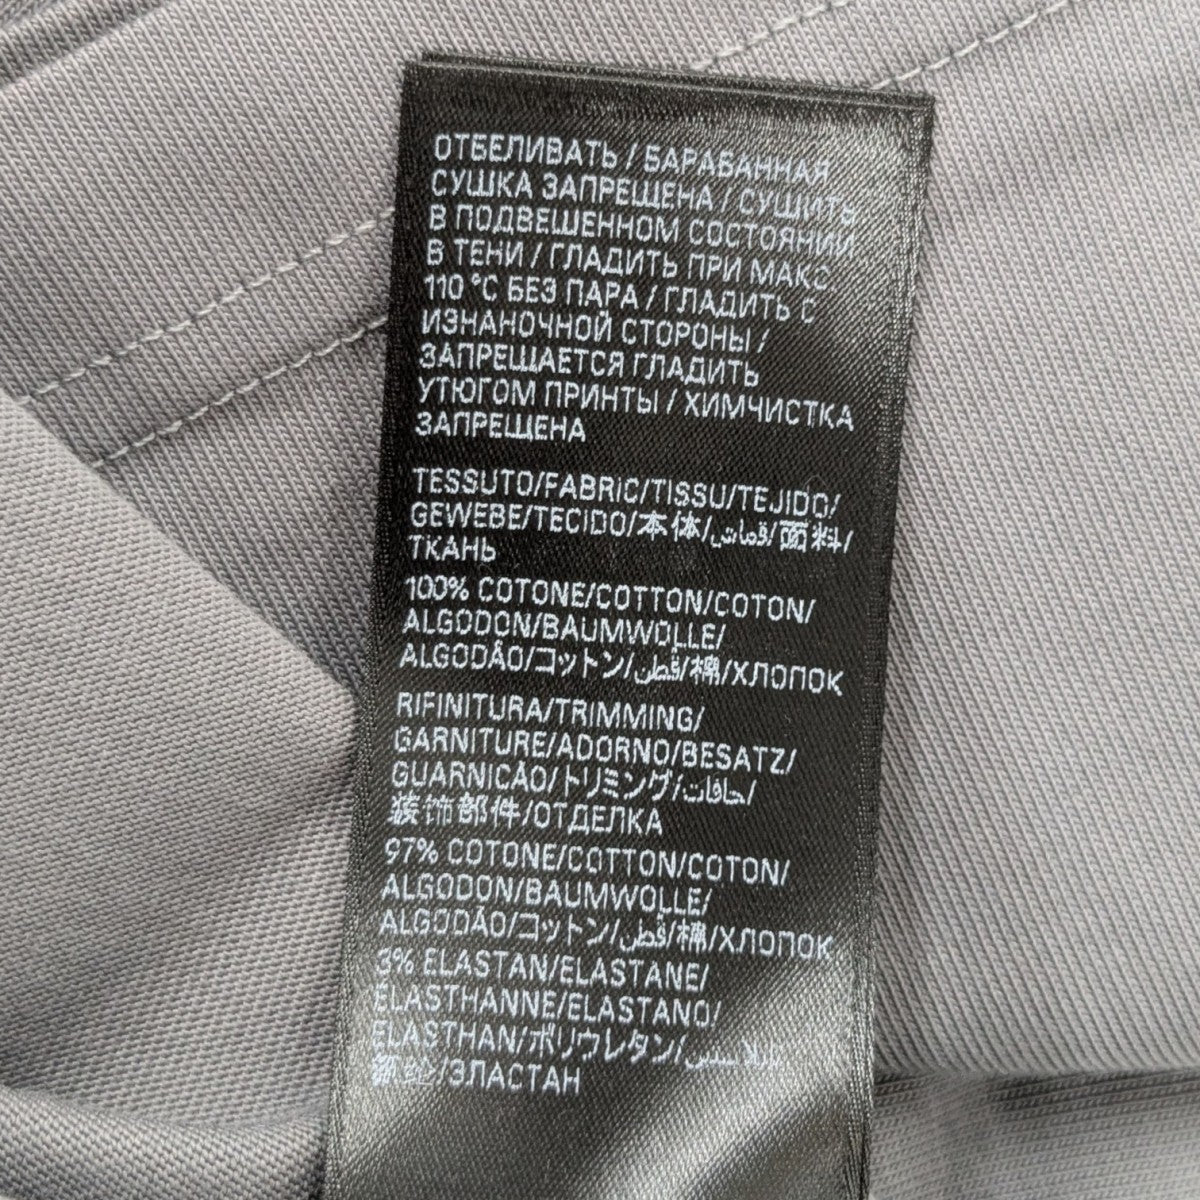 ОТБЕЛИВАТЬ / БАРАБАННАЯ
СУШКА ЗАПРЕЩЕНА / СУШИТЬ
В ПОДВЕШЕННОМ СОСТОЯНИИ
В ТЕНИ / ГЛАДИТЬ ПРИ МАКС
110 °C БЕЗ ПАРА / ГЛАДИТЬ С
ИЗНАНОЧНОЙ СТОРОНЫ /
ЗАПРЕЩАЕТСЯ ГЛАДИТЬ
УТЮГОМ ПРИНТЫ / ХИМЧИСТКА
ЗАПРЕЩЕНА
TESSUTO/FABRIC/TISSU/TEJIDO/
GEWEBE/TECIDO/本体/قماش/面料/
ТКАНЬ
100% COTONE/COTTON/COTON/
ALGODON/BAUMWOLLE/
ALGODÃO/コットン/قطن/棉/ХЛОПОК
RIFINITURA/TRIMMING/
GARNITURE/ADORNO/BESATZ/
GUARNICÃO/トリミング/حافات/
装饰部件/ОТДЕЛКА
97% COTONE/COTTON/COTON/
ALGODON/BAUMWOLLE/
ALGODÃO/コットン/قطن/棉/ХЛОПОК
3% ELASTAN/ELASTANE/
ELASTHANNE/ELASTANO/
ELASTHAN/ポリウレタン/
/ЭЛАСТАН